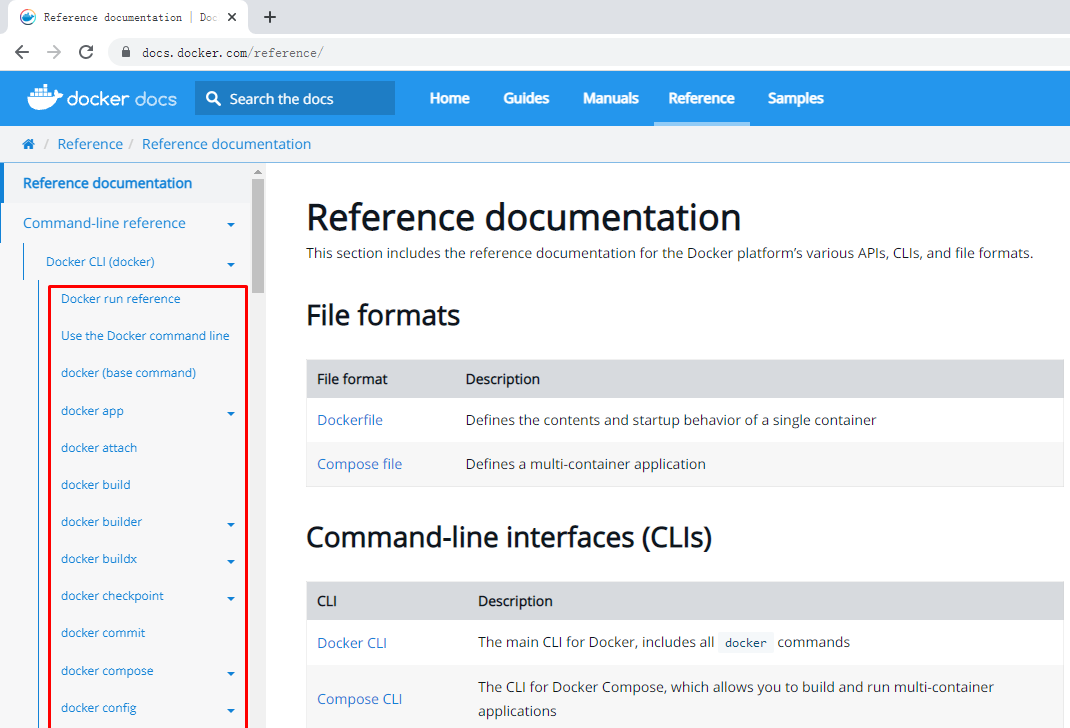 Reference documentation | Doc
docs.docker.com/reference/
docker docs
Search the docs
Home
Guides
Manuals
Reference
Samples
/ Reference / Reference documentation
Reference documentation
Command-line reference
Docker CLI (docker)
Docker run reference
Use the Docker command line
docker (base command)
docker app
docker attach
docker build
docker builder
docker buildx
docker checkpoint
docker commit
docker compose
docker config
Reference documentation
This section includes the reference documentation for the Docker platform’s various APIs, CLIs, and file formats.
File formats
File format Description
Dockerfile Defines the contents and startup behavior of a single container
Compose file Defines a multi-container application
Command-line interfaces (CLIs)
CLI Description
Docker CLI The main CLI for Docker, includes all docker commands
Compose CLI The CLI for Docker Compose, which allows you to build and run multi-container
applications